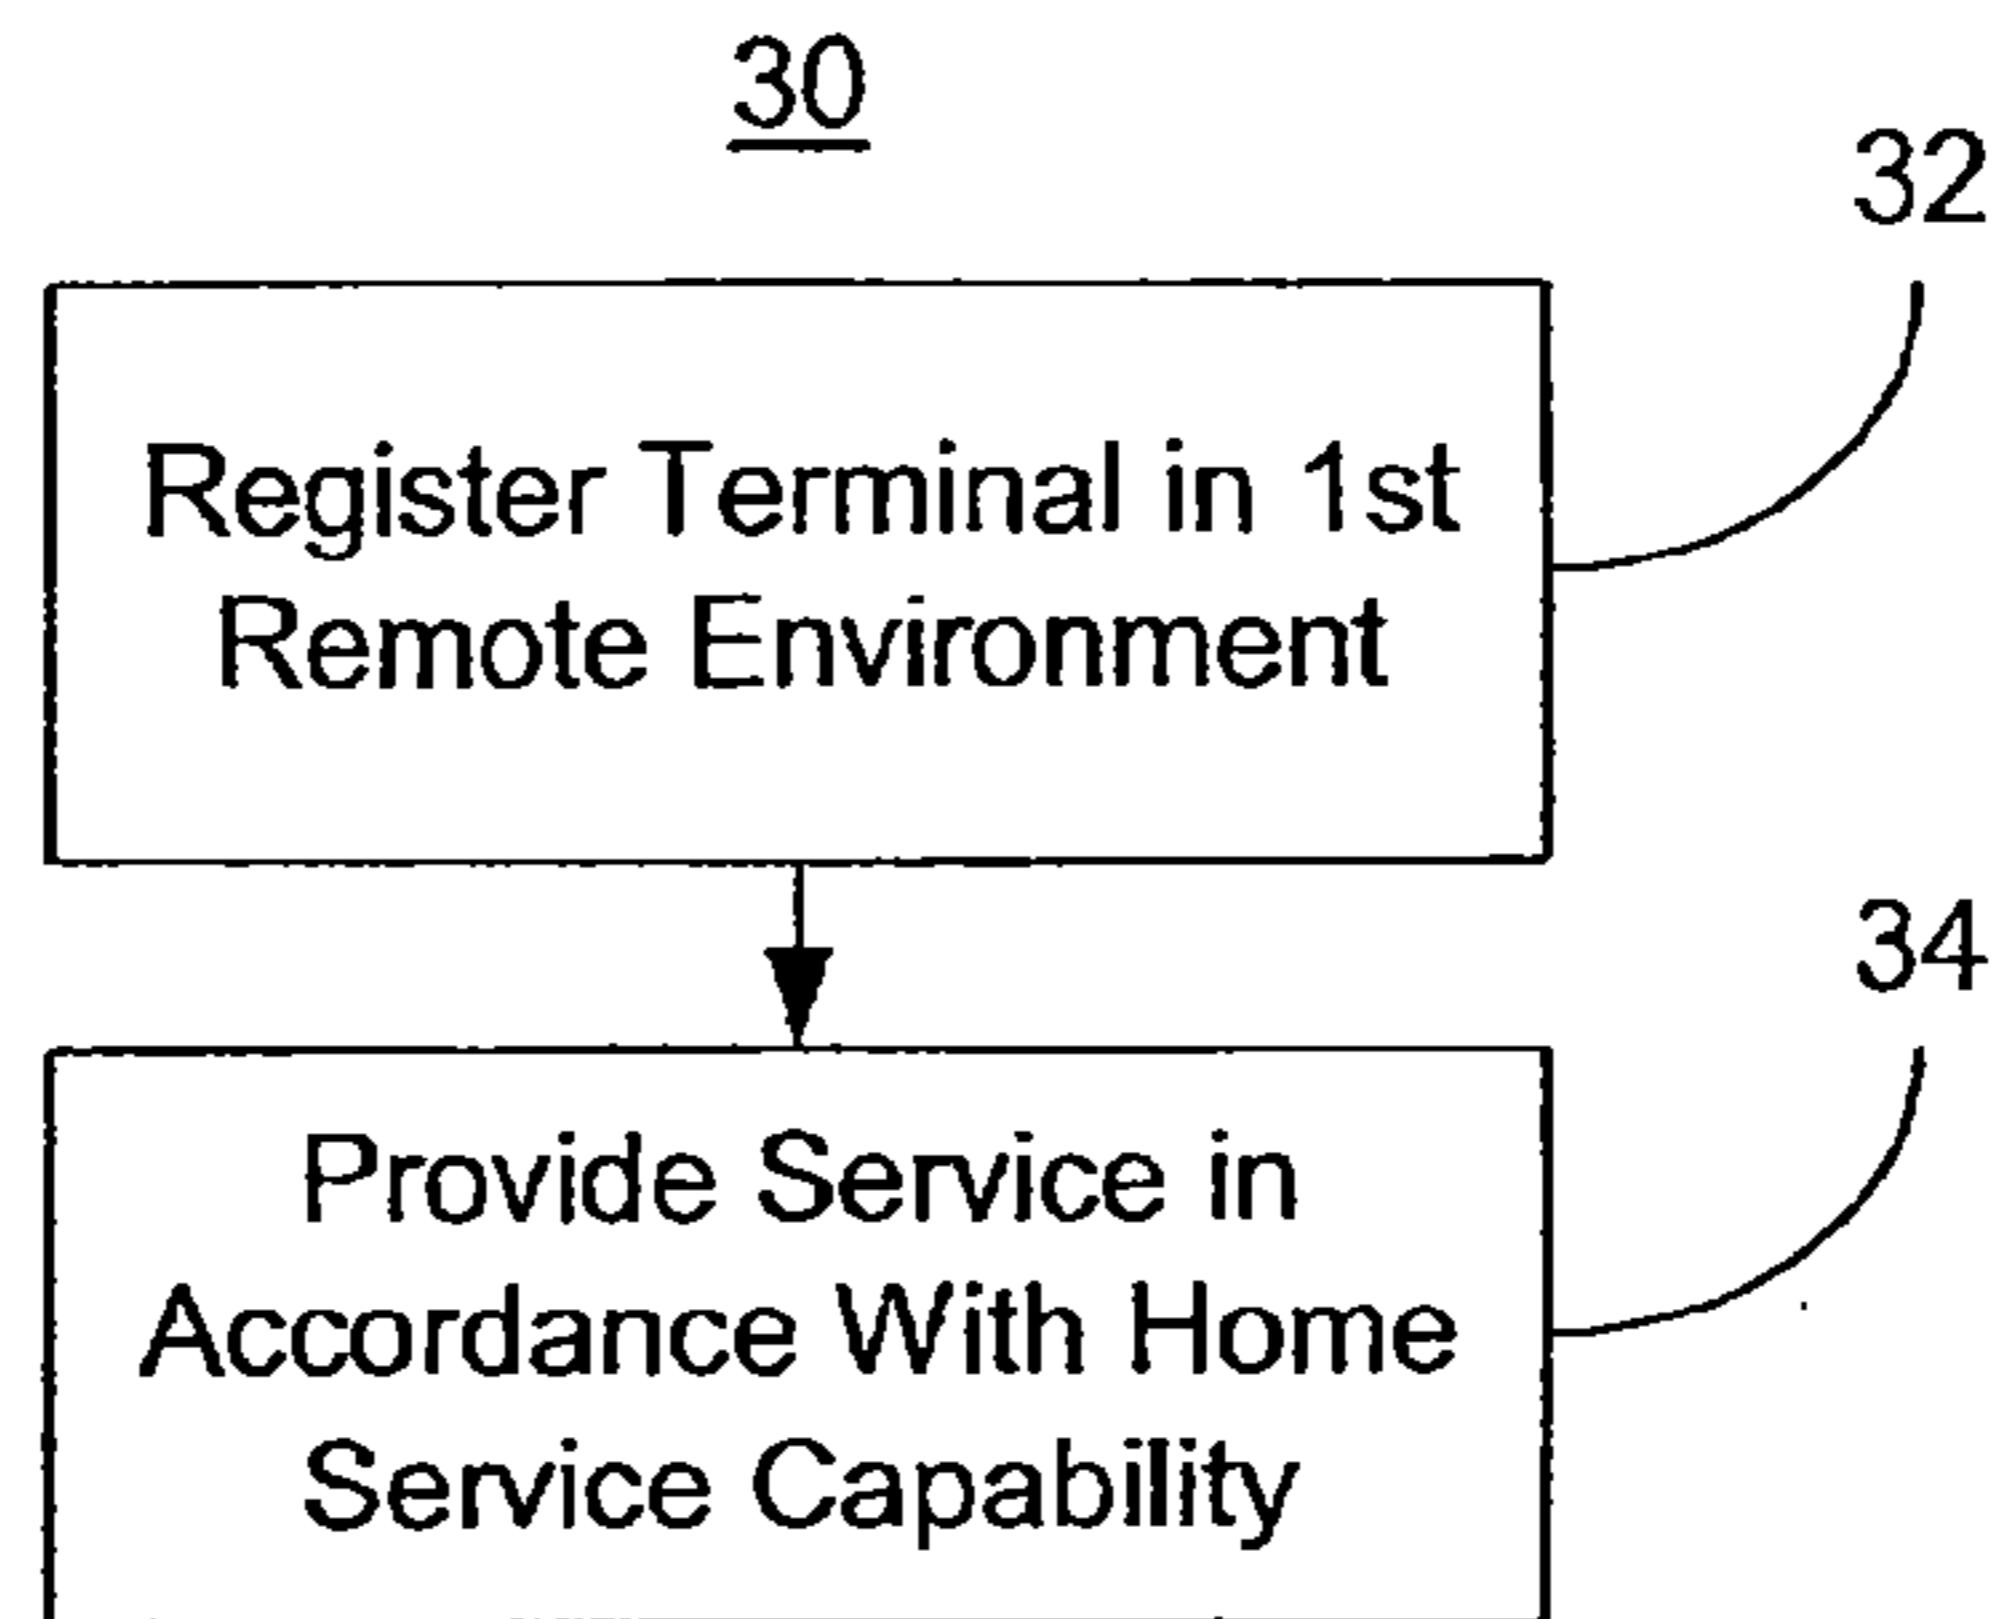 30
32
Register Terminal in 1st
Remote Environment
34
Provide Service in
Accordance With Home
Service Capability